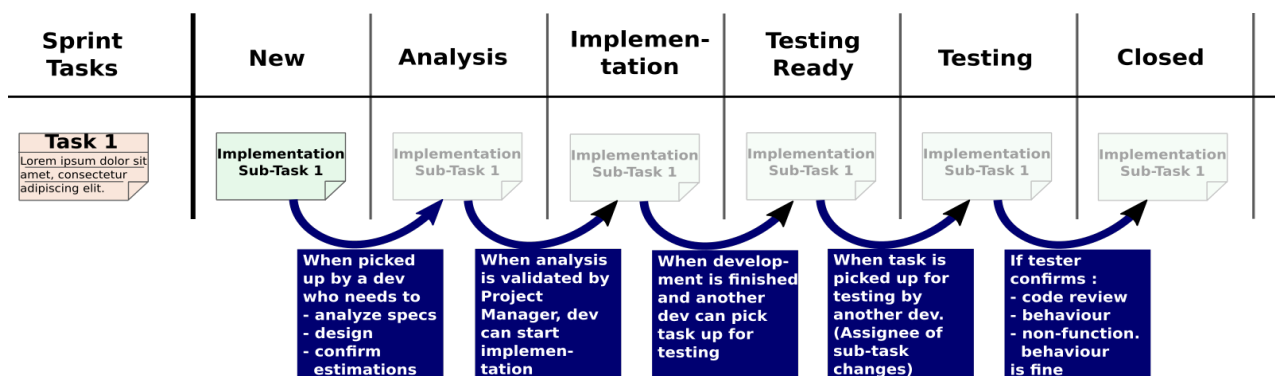 Sprint
Tasks
New
Analysis
Implemen-
tation
Testing
Ready
Testing
Closed
Task 1
Lorem ipsum dolor sit
amet, consectetur
adipiscing elit.
Implementation
Sub-Task 1
Implementation
Sub-Task 1
Implementation
Sub-Task 1
Implementation
Sub-Task 1
Implementation
Sub-Task 1
Implementation
Sub-Task 1
When picked
up by a dev
who needs to
- analyze specs
- design
- confirm
estimations
When analysis
is validated by
Project
Manager, dev
can start
implemen-
tation
When develop-
ment is finished
and another
dev can pick
task up for
testing
When task is
picked up for
testing by
another dev.
(Assignee of
sub-task
changes)
If tester
confirms :
- code review
- behaviour
- non-function.
behaviour
is fine